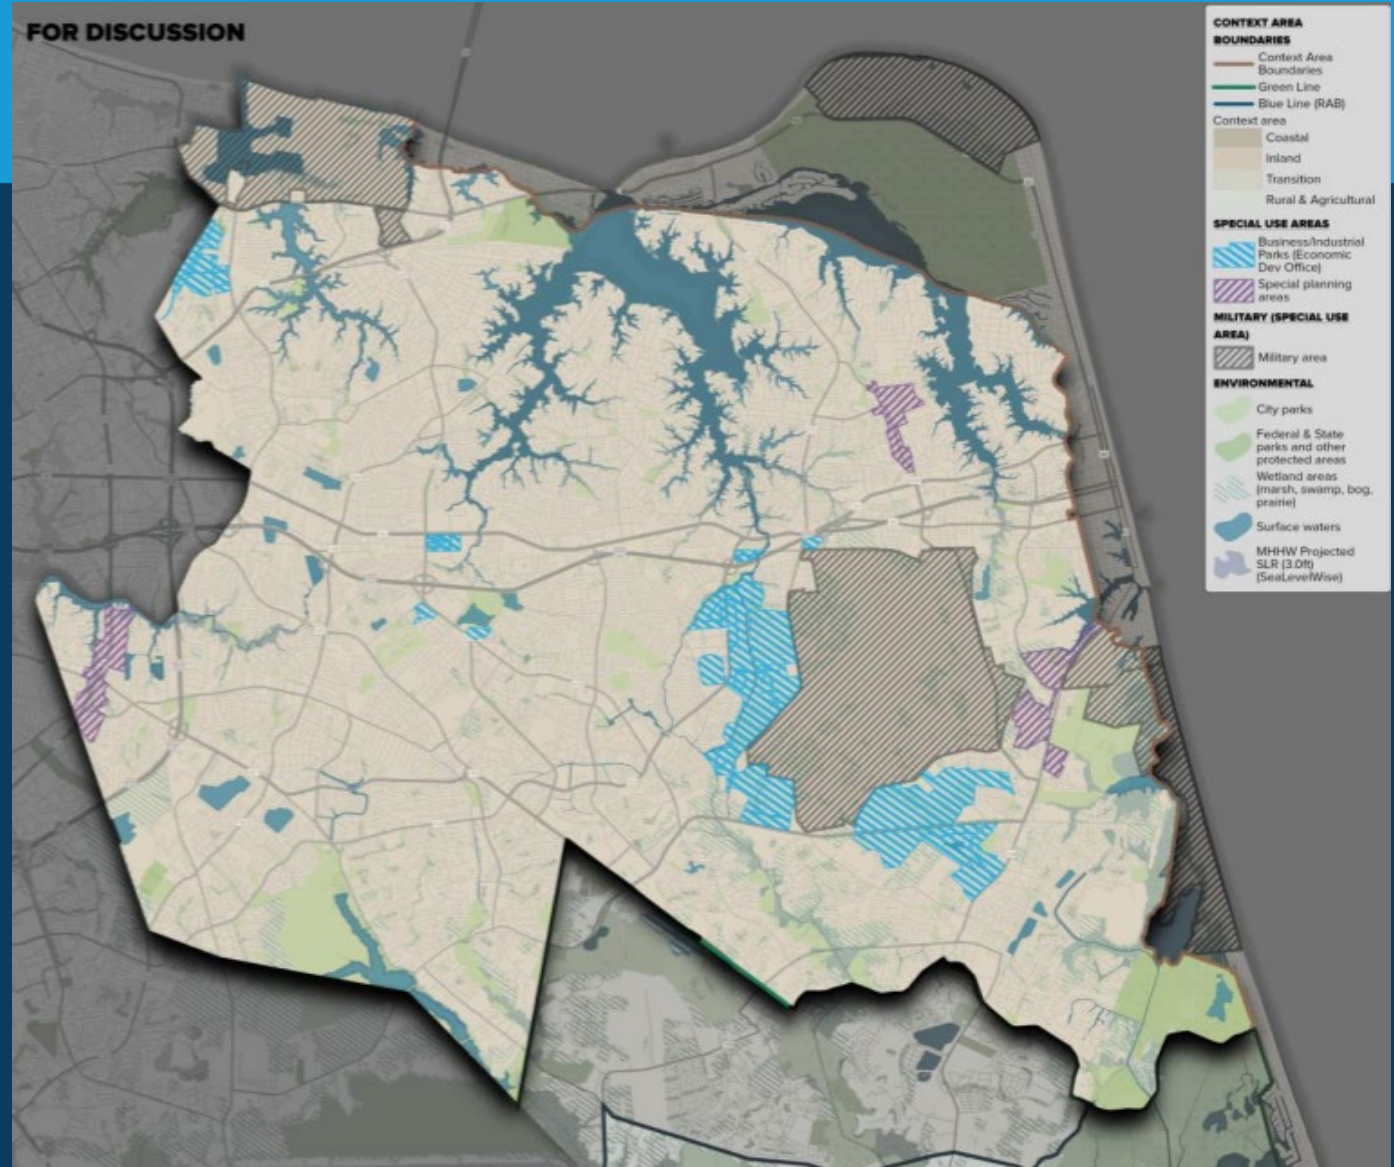 FOR DISCUSSION
CONTEXT AREA
BOUNDARIES
Context Area
Boundaries
Green Line
Blue Line (RAB)
Context area
Coastal
Inland
Transition
Rural & Agricultural
SPECIAL USE AREAS
Business/Industrial
Parks (Economic
Dev Office)
Special planning
areas
MILITARY (SPECIAL USE
AREA)
Military area
ENVIRONMENTAL
City parks
Federal & State
parks and other
protected areas
Wetland areas
(marsh, swamp, bog,
prairie)
Surface waters
MHHW Projected
SLR (3.0ft)
(SeaLevelWise)